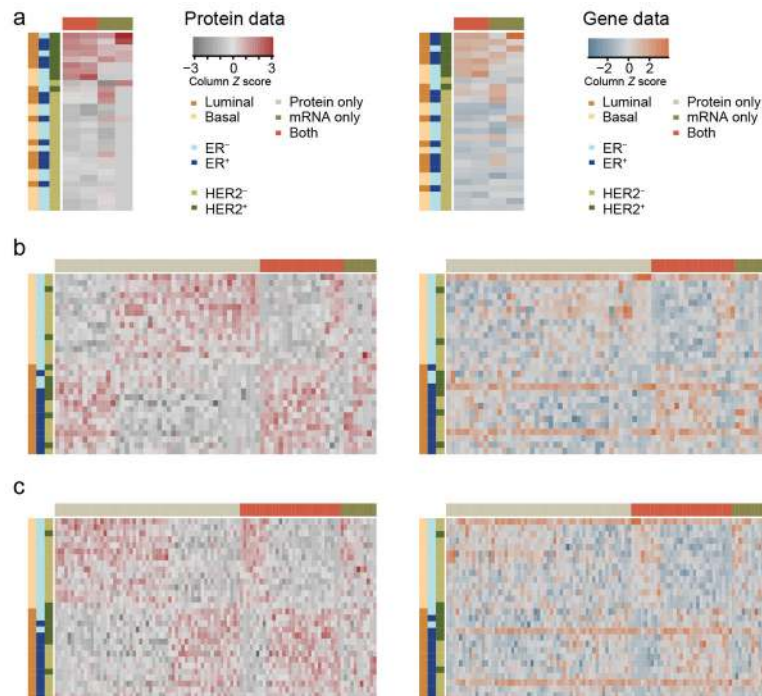 a
Protein data
−3 0 3
Column Z score
Luminal
Basal
ER−
ER+
HER2−
HER2+
Protein only
mRNA only
Both
Gene data
−2 0 2
Column Z score
Luminal
Basal
ER−
ER+
HER2−
HER2+
Protein only
mRNA only
Both
b
c